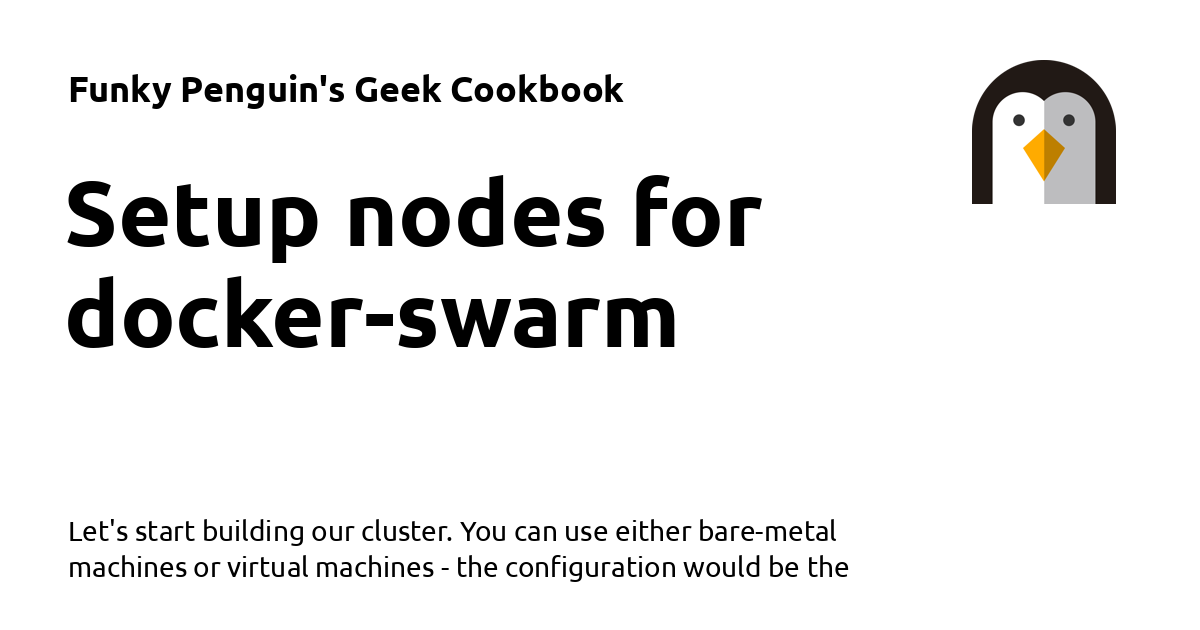 Funky Penguin's Geek Cookbook
Setup nodes for
docker-swarm
Let's start building our cluster. You can use either bare-metal
machines or virtual machines - the configuration would be the